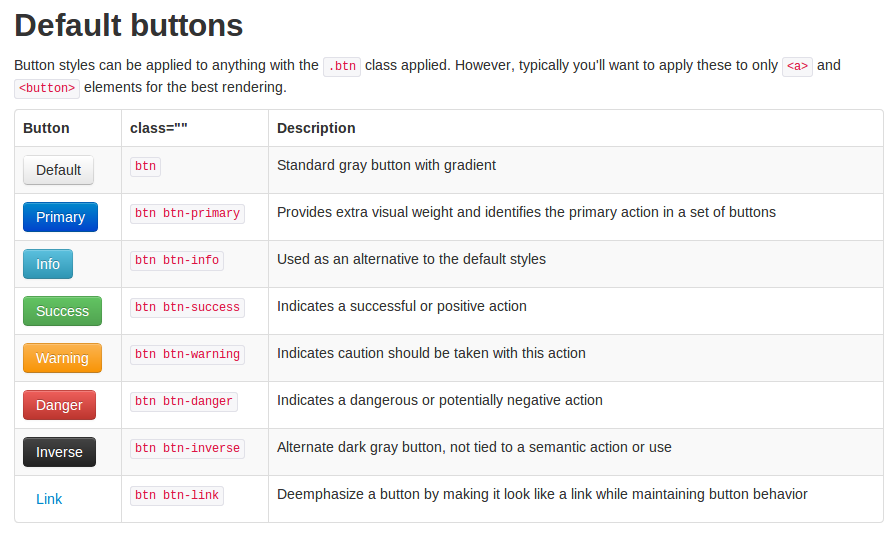 Default buttons
Button styles can be applied to anything with the .btn class applied. However, typically you'll want to apply these to only <a> and
<button> elements for the best rendering.
Button class="" Description
Default btn Standard gray button with gradient
Primary btn btn-primary Provides extra visual weight and identifies the primary action in a set of buttons
Info btn btn-info Used as an alternative to the default styles
Success btn btn-success Indicates a successful or positive action
Warning btn btn-warning Indicates caution should be taken with this action
Danger btn btn-danger Indicates a dangerous or potentially negative action
Inverse btn btn-inverse Alternate dark gray button, not tied to a semantic action or use
Link btn btn-link Deemphasize a button by making it look like a link while maintaining button behavior